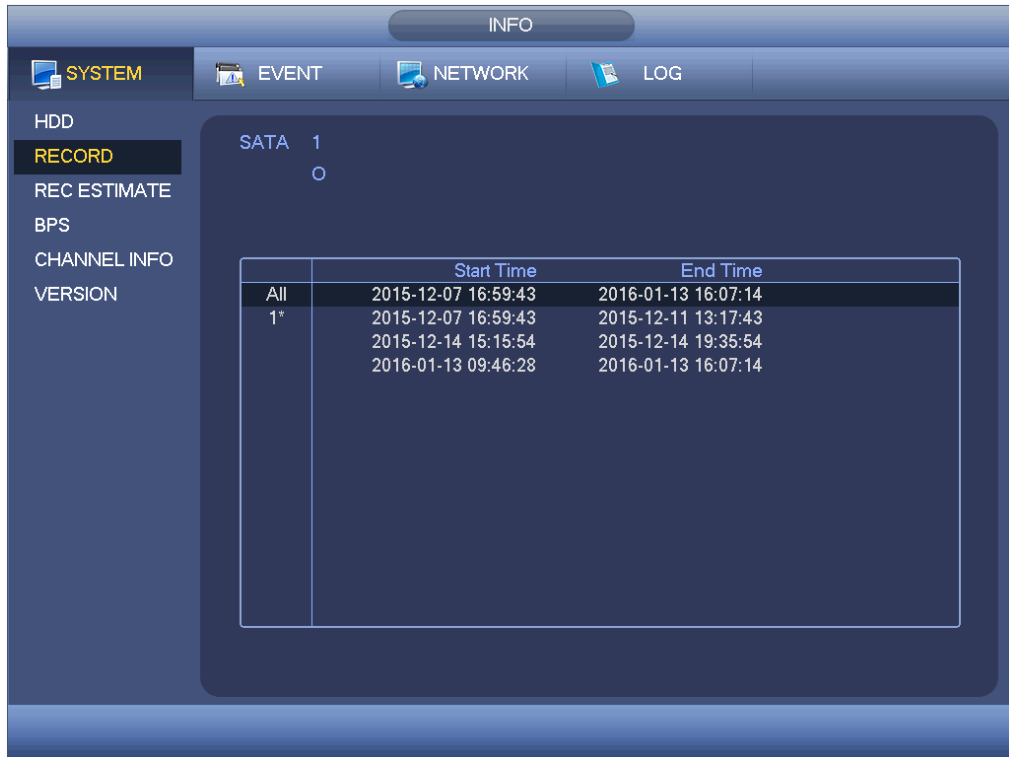 INFO
SYSTEM EVENT NETWORK LOG
HDD
RECORD
REC ESTIMATE
BPS
CHANNEL INFO
VERSION
SATA 1
O
Start Time End Time
All 2015-12-07 16:59:43 2016-01-13 16:07:14
1* 2015-12-07 16:59:43 2015-12-11 13:17:43
2015-12-14 15:15:54 2015-12-14 19:35:54
2016-01-13 09:46:28 2016-01-13 16:07:14